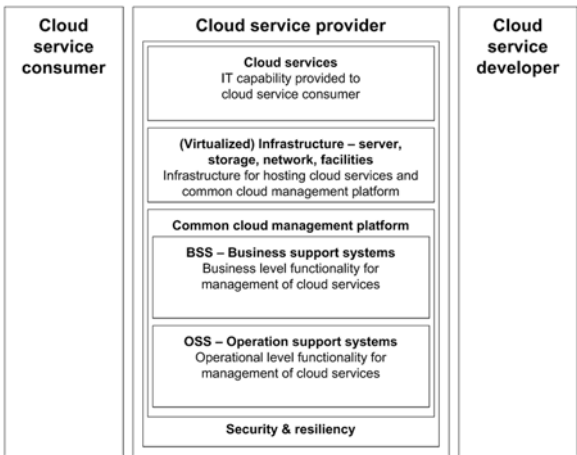 Cloud
service
consumer
Cloud service provider
Cloud services
IT capability provided to
cloud service consumer
(Virtualized) Infrastructure – server,
storage, network, facilities
Infrastructure for hosting cloud services and
common cloud management platform
Common cloud management platform
BSS – Business support systems
Business level functionality for
management of cloud services
OSS – Operation support systems
Operational level functionality for
management of cloud services
Security & resiliency
Cloud
service
developer